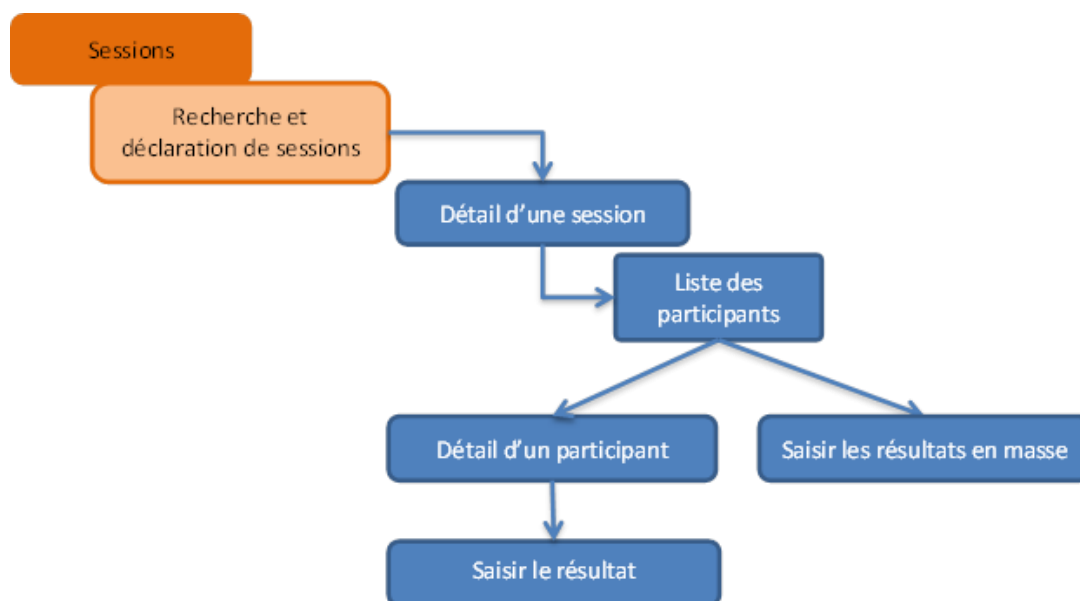 Sessions
Recherche et
déclaration de sessions
Détail d’une session
Liste des
participants
Détail d’un participant
Saisir les résultats en masse
Saisir le résultat